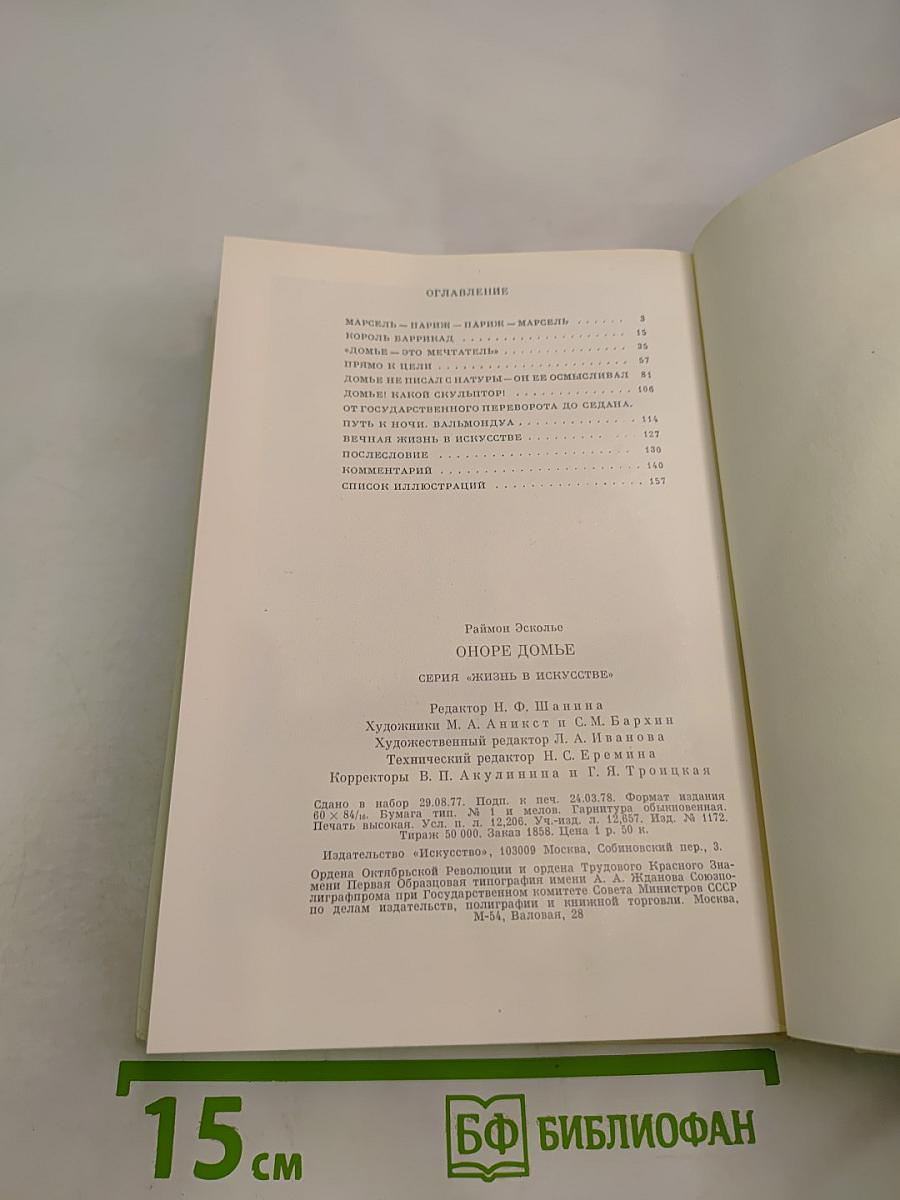 ОГЛАВЛЕНИЕ
МАРСЕЛЬ — ПАРИЖ — ПАРИЖ — МАРСЕЛЬ ...... 3
КОРОЛЬ БАРРИКАД .................... 15
«ДОМЬЕ — ЭТО МЕЧТАТЕЛЬ» .............. 35
ПРЯМО К ЦЕЛИ ...................... 57
ДОМЬЕ НЕ ПИСАЛ С НАТУРЫ — ОН ЕЕ ОСМЫСЛИВАЛ 81
ДОМЬЕ! КАКОЙ СКУЛЬПТОР! .............. 106
ОТ ГОСУДАРСТВЕННОГО ПЕРЕВОРОТА ДО СЕДАНА.
ПУТЬ К НОЧИ. ВАЛЬМОНДУА ............. 114
ВЕЧНАЯ ЖИЗНЬ В ИСКУССТВЕ ............ 127
ПОСЛЕСЛОВИЕ ...................... 130
КОММЕНТАРИЙ ...................... 140
СПИСОК ИЛЛЮСТРАЦИЙ ................. 157
Раймон Эсколье
ОНОРЕ ДОМЬЕ
СЕРИЯ «ЖИЗНЬ В ИСКУССТВЕ»
Редактор Н. Ф. Шанина
Художники М. А. Аникст и С. М. Бархин
Художественный редактор Л. А. Иванова
Технический редактор Н. С. Еремина
Корректоры В. П. Акулинина и Г. Я. Троицкая
Сдано в набор 29.08.77. Подп. к печ. 24.03.78. Формат издания
60 × 84/16. Бумага тип. № 1 и мелов. Гарнитура обыкновенная.
Печать высокая. Усл. п. л. 12,206. Уч.-изд. л. 12,657. Изд. № 1172.
Тираж 50 000. Заказ 1858. Цена 1 р. 50 к.
Издательство «Искусство», 103009 Москва, Собиновский пер., 3.
Ордена Октябрьской Революции и ордена Трудового Красного Зна-
мени Первая Образцовая типография имени А. А. Жданова Союзпо-
лиграфпрома при Государственном комитете Совета Министров СССР
по делам издательств, полиграфии и книжной торговли. Москва,
М-54, Валовая, 28
15 см
БФ БИБЛИОФАН